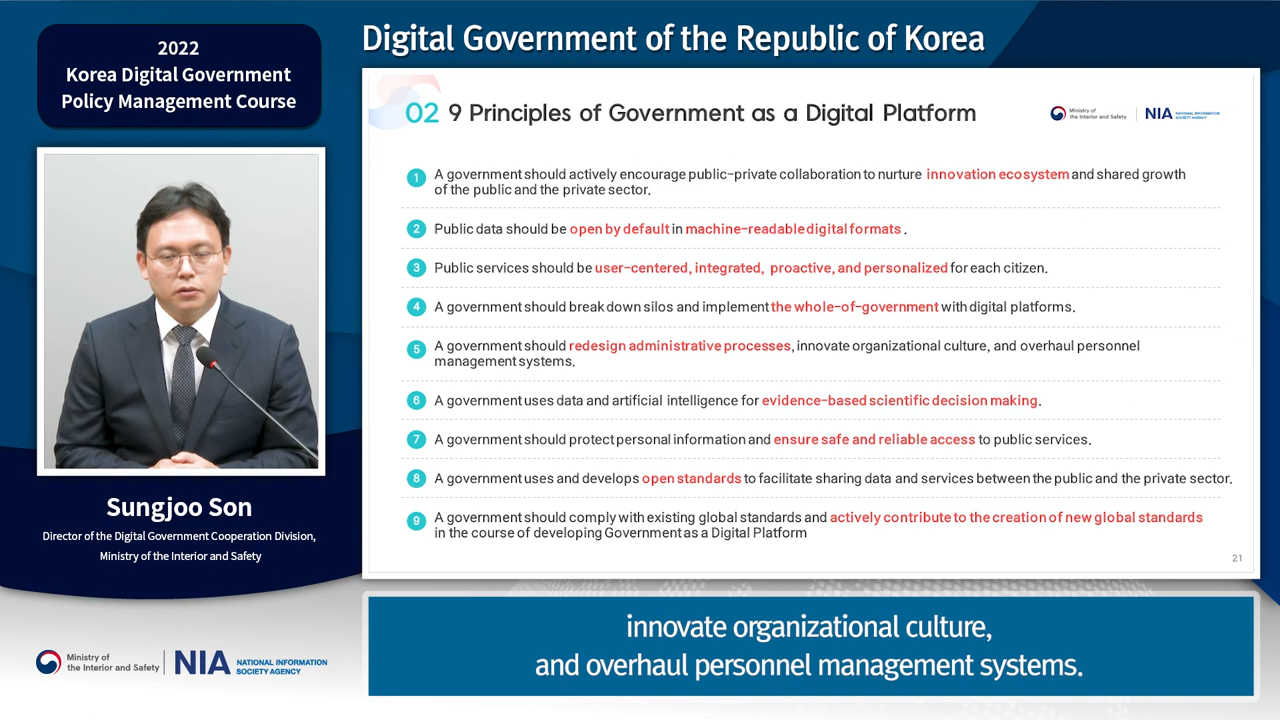 2022
Korea Digital Government
Policy Management Course
Digital Government of the Republic of Korea
02 9 Principles of Government as a Digital Platform
Ministry of
the Interior and Safety
NIA NATIONAL INFORMATION
SOCIETY AGENCY
1 A government should actively encourage public-private collaboration to nurture innovation ecosystem and shared growth
of the public and the private sector.
2 Public data should be open by default in machine-readable digital formats .
3 Public services should be user-centered, integrated, proactive, and personalized for each citizen.
4 A government should break down silos and implement the whole-of-government with digital platforms.
5 A government should redesign administrative processes, innovate organizational culture, and overhaul personnel
management systems.
6 A government uses data and artificial intelligence for evidence-based scientific decision making.
7 A government should protect personal information and ensure safe and reliable access to public services.
8 A government uses and develops open standards to facilitate sharing data and services between the public and the private sector.
9 A government should comply with existing global standards and actively contribute to the creation of new global standards
in the course of developing Government as a Digital Platform
21
Sungjoo Son
Director of the Digital Government Cooperation Division,
Ministry of the Interior and Safety
innovate organizational culture,
and overhaul personnel management systems.
Ministry of
the Interior and Safety
NIA NATIONAL INFORMATION
SOCIETY AGENCY